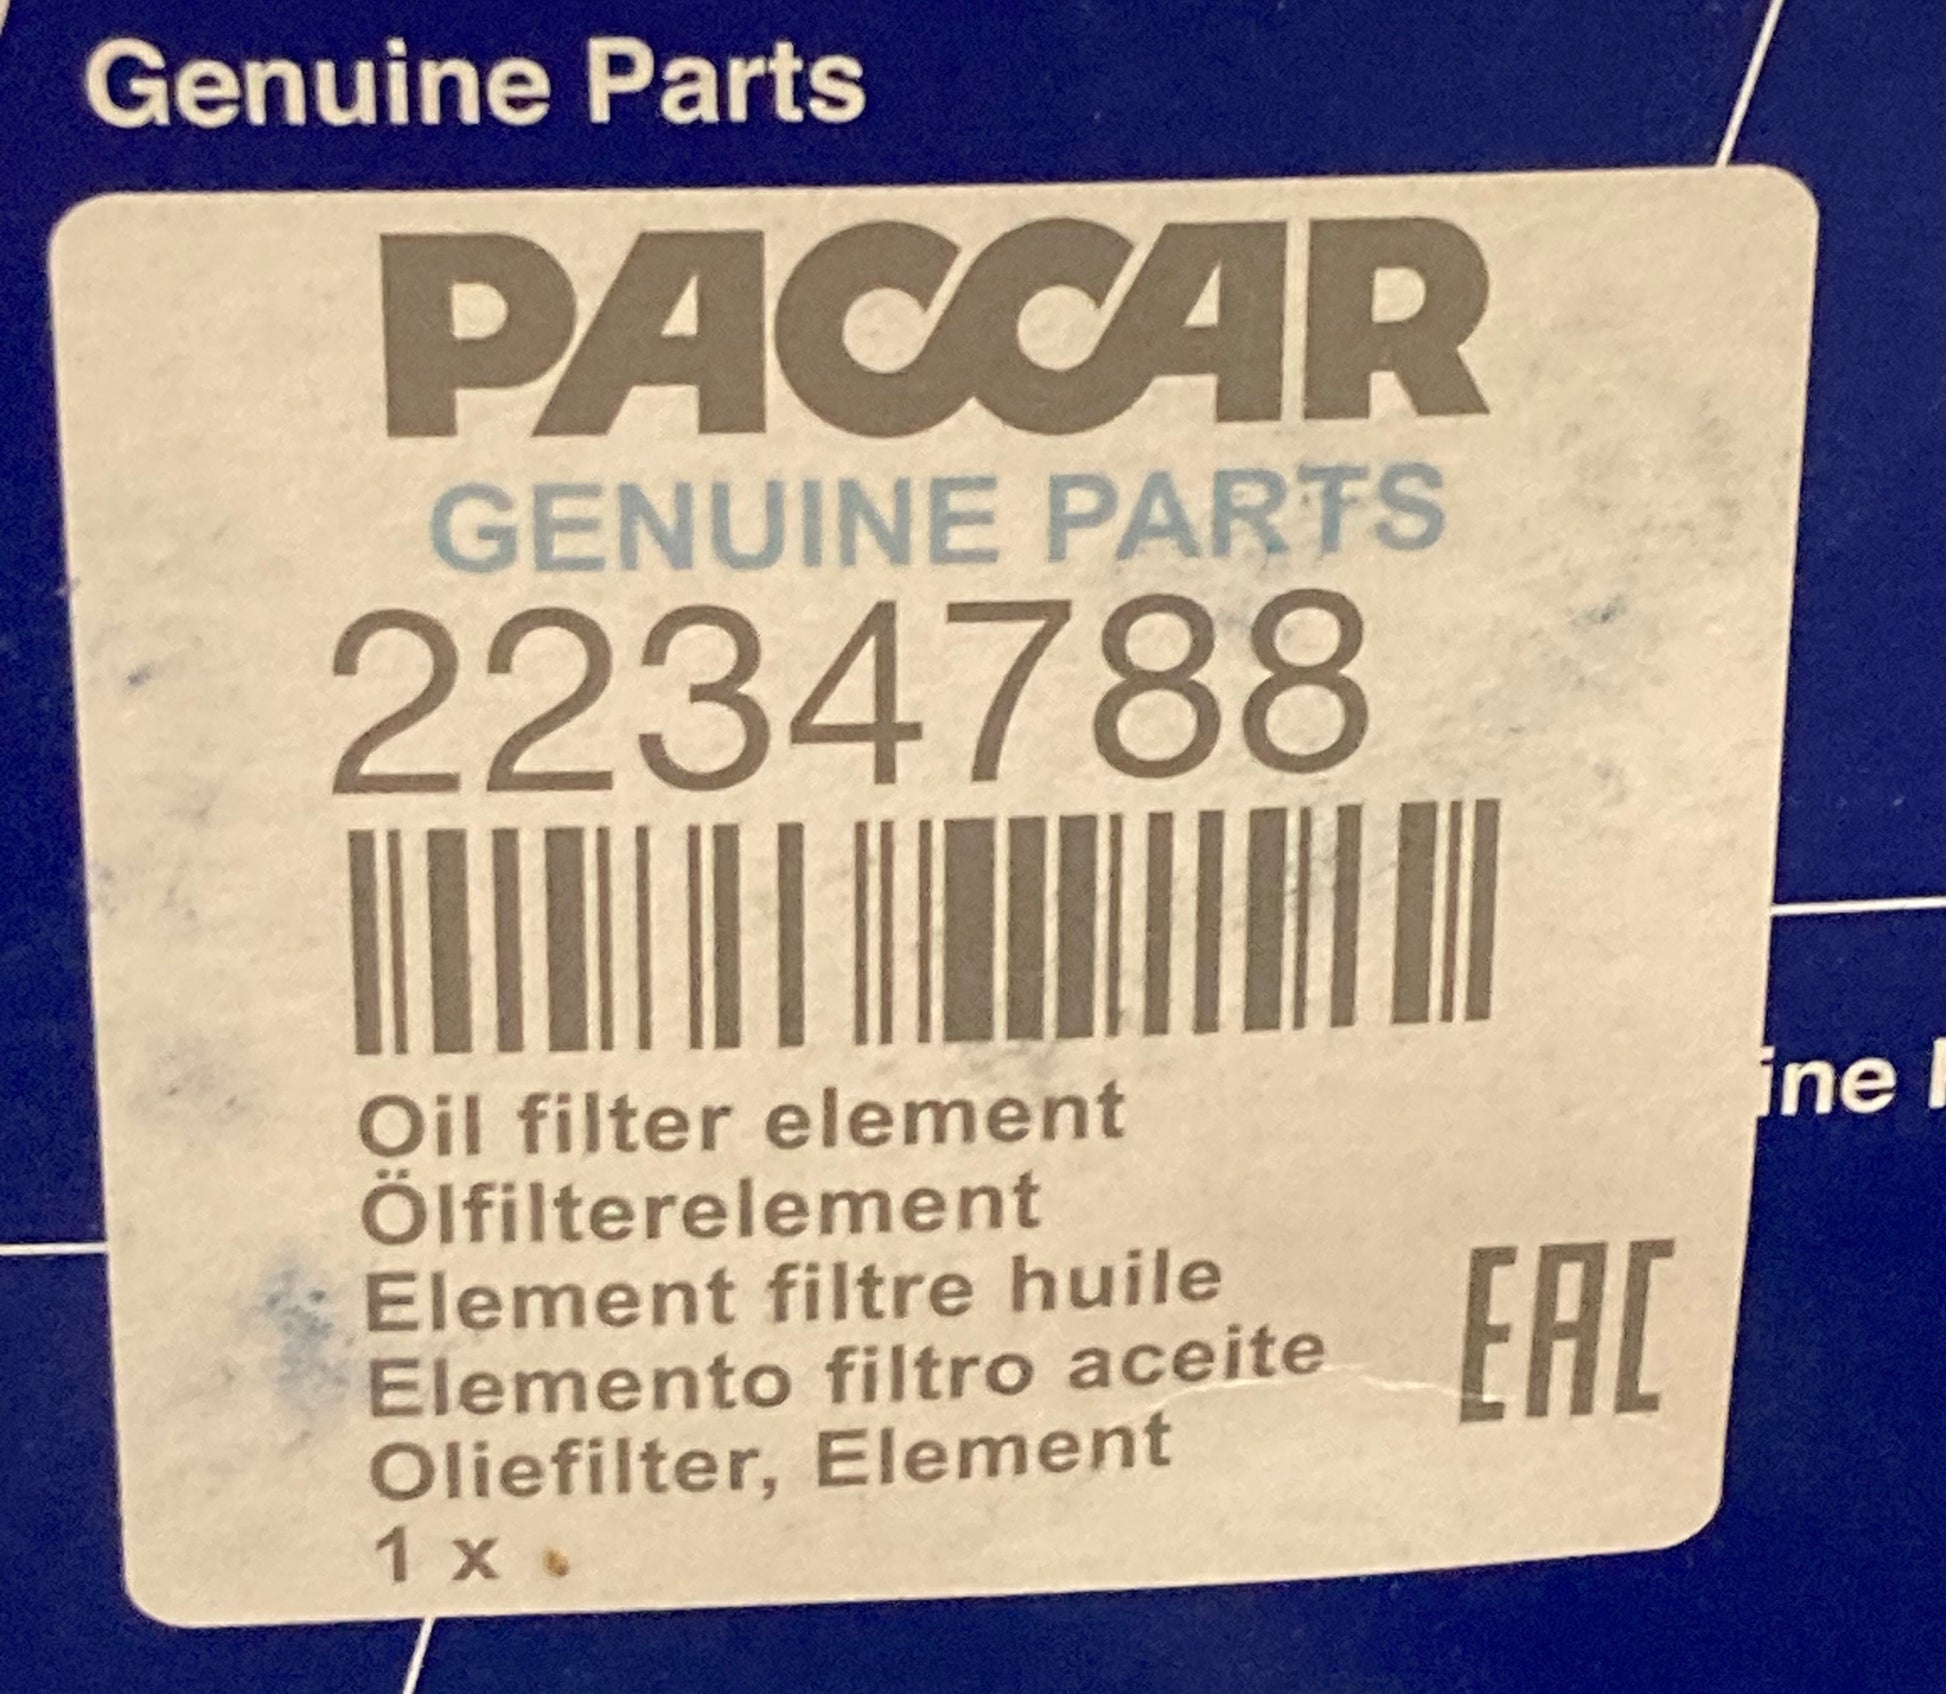 Genuine Parts
PACCAR
GENUINE PARTS
2234788
Oil filter element
Ölfilterelement
Element filtre huile
Elemento filtro aceite
Oliefilter, Element
1 x
EAC
ine